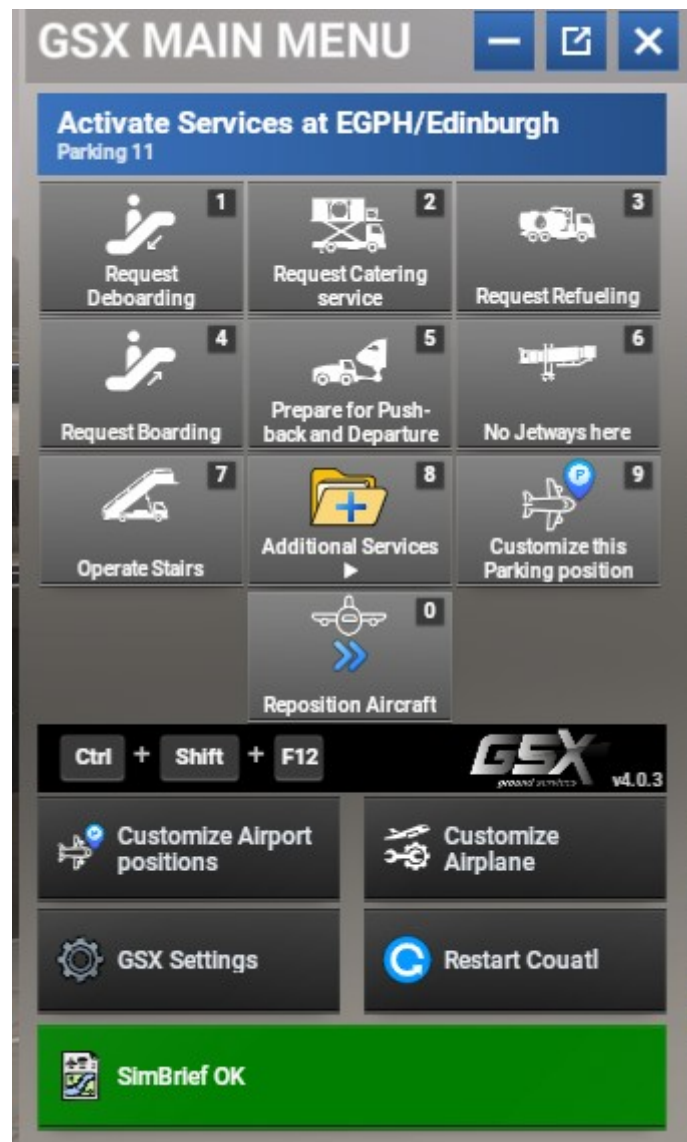 GSX MAIN MENU
Activate Services at EGPH/Edinburgh
Parking 11
1
Request
Deboarding
2
Request Catering
service
3
Request Refueling
4
Request Boarding
5
Prepare for Push-
back and Departure
6
No Jetways here
7
Operate Stairs
8
Additional Services
9
P
Customize this
Parking position
0
Reposition Aircraft
Ctrl + Shift + F12
GSX
ground services
v4.0.3
Customize Airport
positions
Customize
Airplane
GSX Settings
Restart Couatl
SimBrief OK